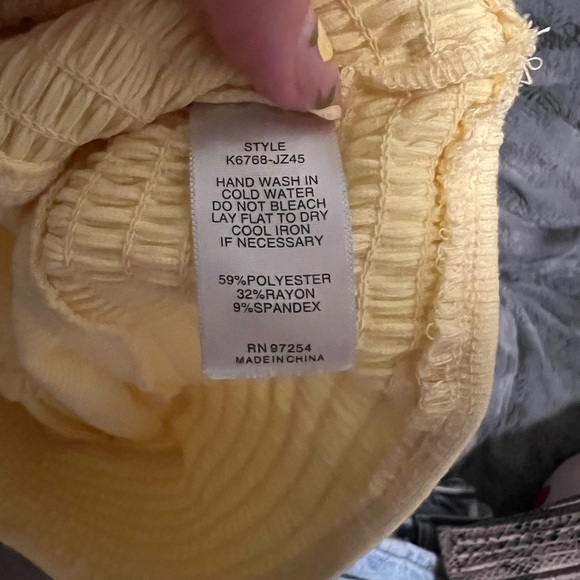 STYLE
K6768-JZ45
HAND WASH IN
COLD WATER
DO NOT BLEACH
LAY FLAT TO DRY
COOL IRON
IF NECESSARY
59%POLYESTER
32%RAYON
9%SPANDEX
RN 97254
MADE IN CHINA